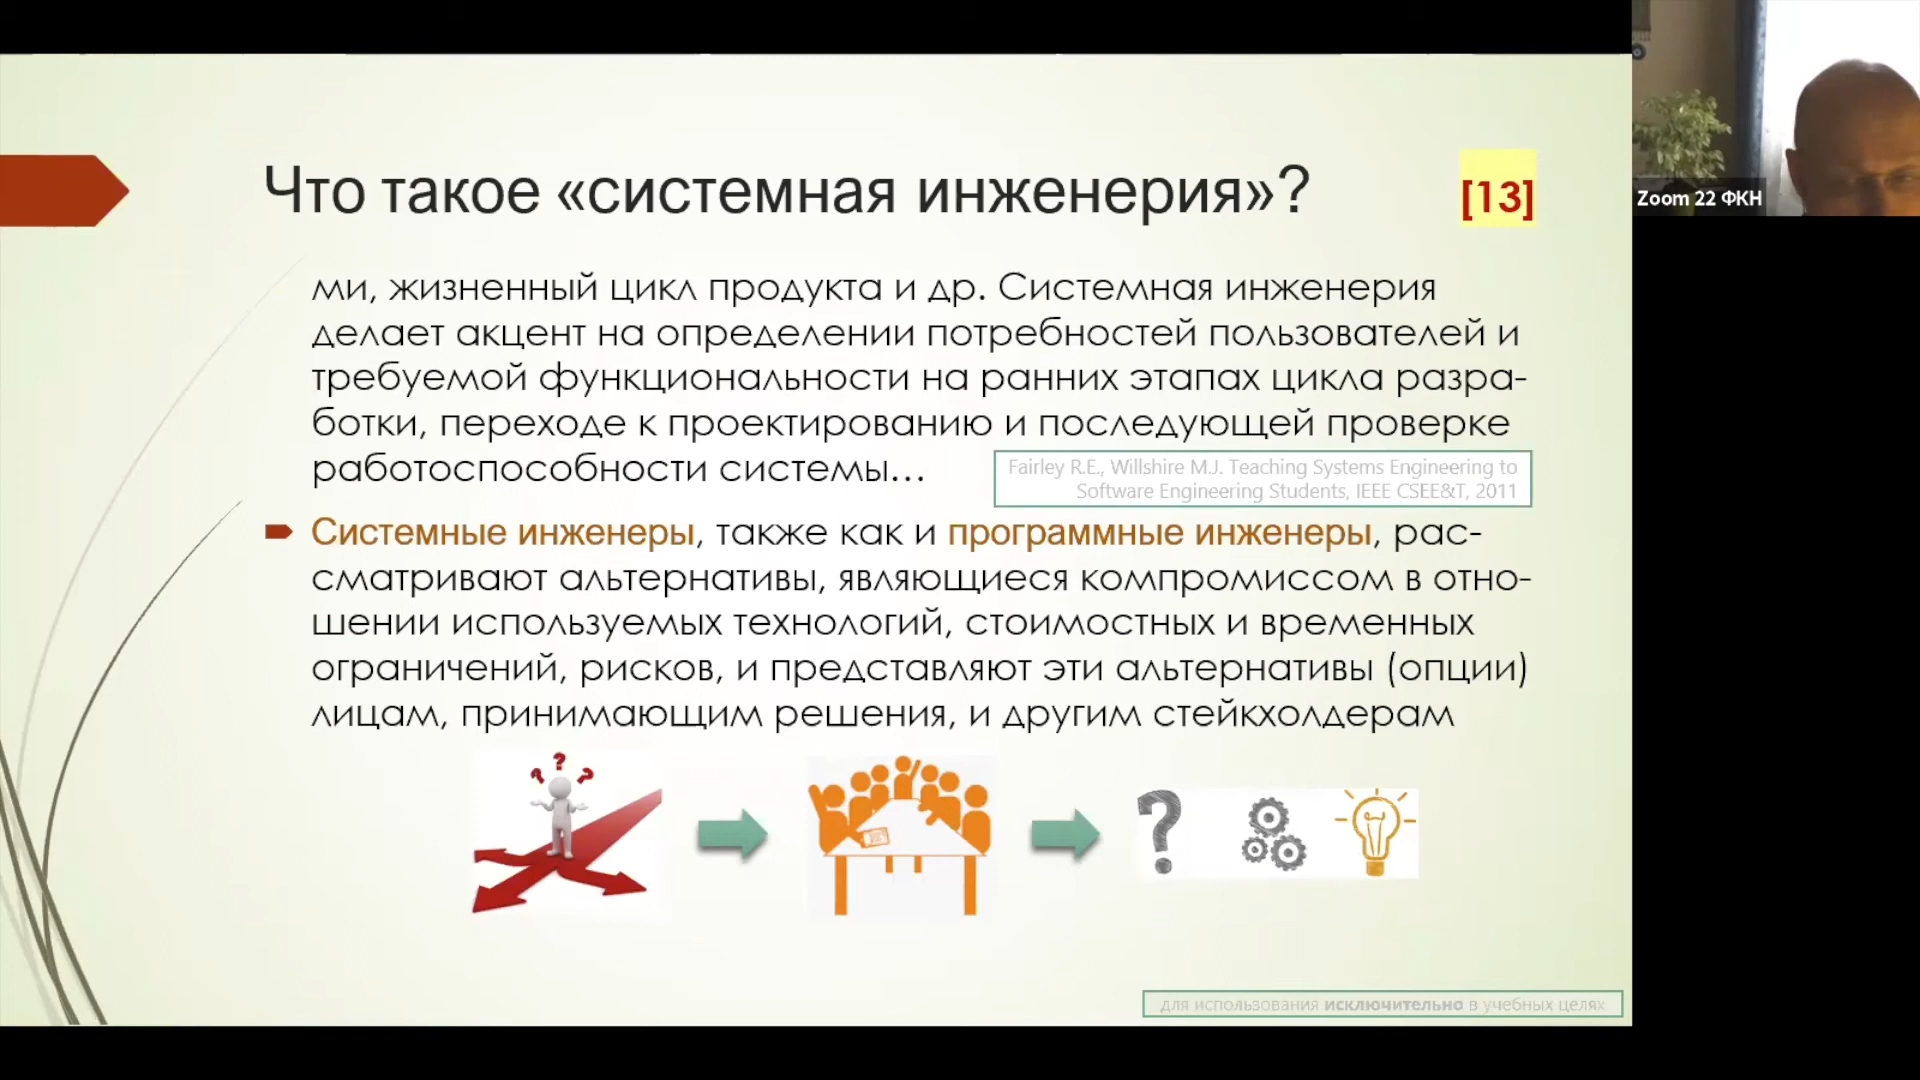 Что такое «системная инженерия»?
[13]
ми, жизненный цикл продукта и др. Системная инженерия
делает акцент на определении потребностей пользователей и
требуемой функциональности на ранних этапах цикла разра-
ботки, переходе к проектированию и последующей проверке
работоспособности системы...
Fairley R.E., Willshire M.J. Teaching Systems Engineering to
Software Engineering Students, IEEE CSEE&T, 2011
Системные инженеры, также как и программные инженеры, рас-
сматривают альтернативы, являющиеся компромиссом в отно-
шении используемых технологий, стоимостных и временных
ограничений, рисков, и представляют эти альтернативы (опции)
лицам, принимающим решения, и другим стейкхолдерам
? ? ?
?
для использования исключительно в учебных целях
Zoom 22 ФКН